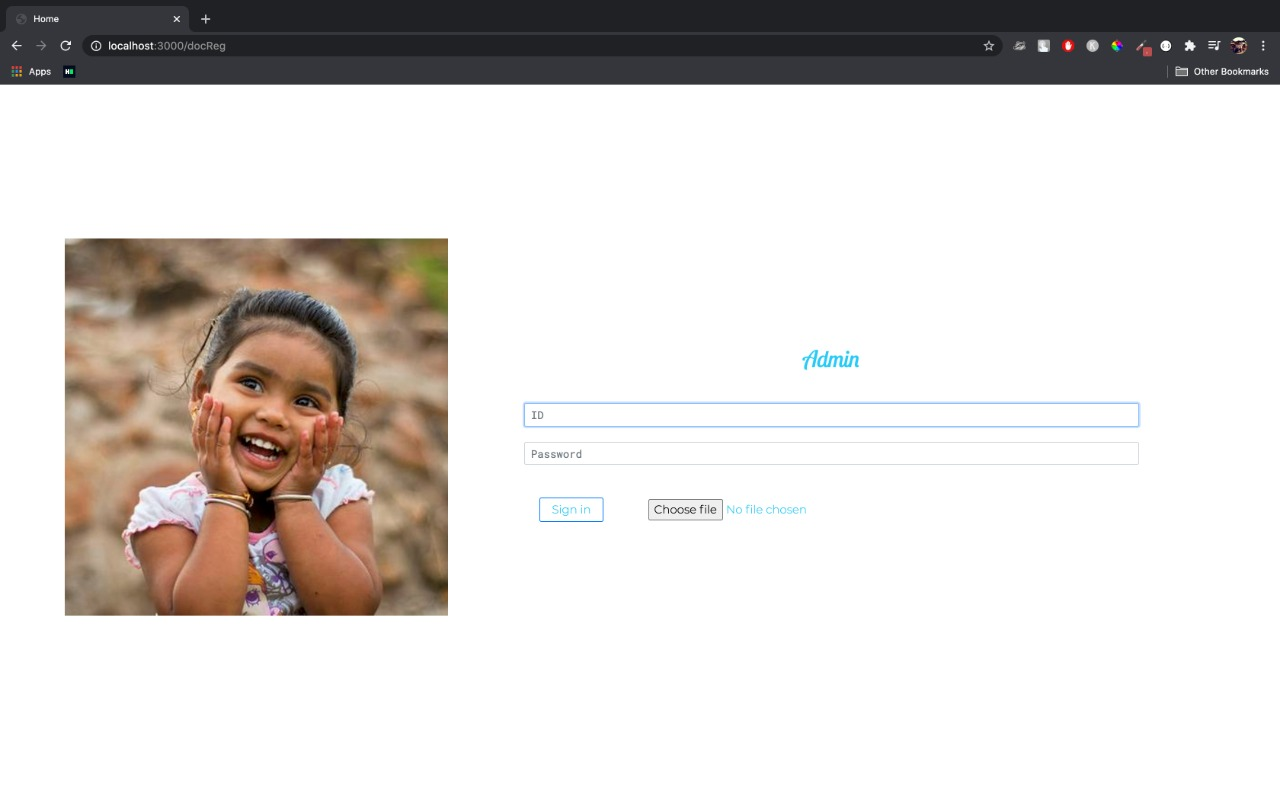 Home
localhost:3000/docReg
Apps
Other Bookmarks
Admin
ID
Password
Sign in
Choose file No file chosen